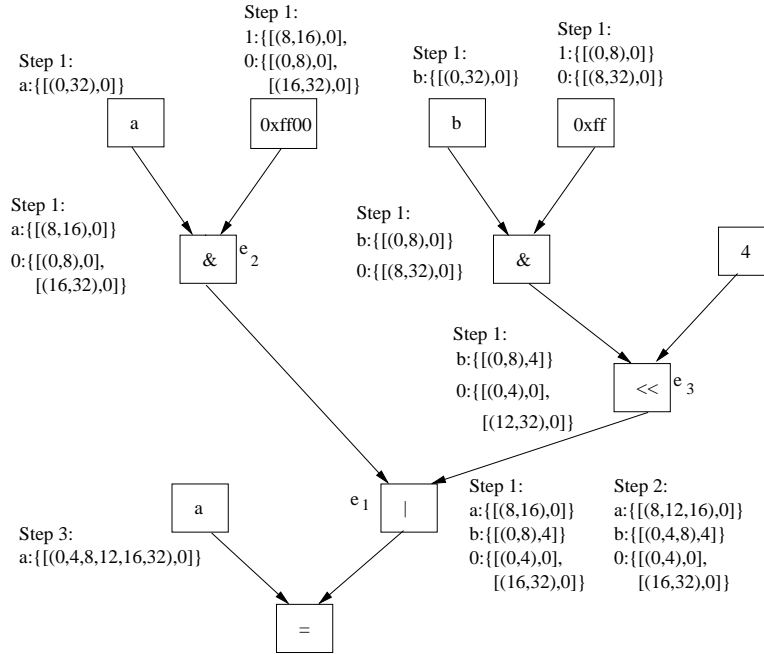 Step 1:
a:{[(0,32),0]}
Step 1:
1:{[(8,16),0],
0:{[(0,8),0],
[(16,32),0]}
Step 1:
b:{[(0,32),0]}
Step 1:
1:{[(0,8),0]}
0:{[(8,32),0]}
a
0xff00
b
0xff
Step 1:
a:{[(8,16),0]}
0:{[(0,8),0],
[(16,32),0]}
&
e 2
Step 1:
b:{[(0,8),0]}
0:{[(8,32),0]}
&
4
Step 1:
b:{[(0,8),4]}
0:{[(0,4),0],
[(12,32),0]}
<<
e 3
Step 3:
a:{[(0,4,8,12,16,32),0]}
a
e 1
|
Step 1:
a:{[(8,16),0]}
b:{[(0,8),4]}
0:{[(0,4),0],
[(16,32),0]}
Step 2:
a:{[(8,12,16),0]}
b:{[(0,4,8),4]}
0:{[(0,4),0],
[(16,32),0]}
=